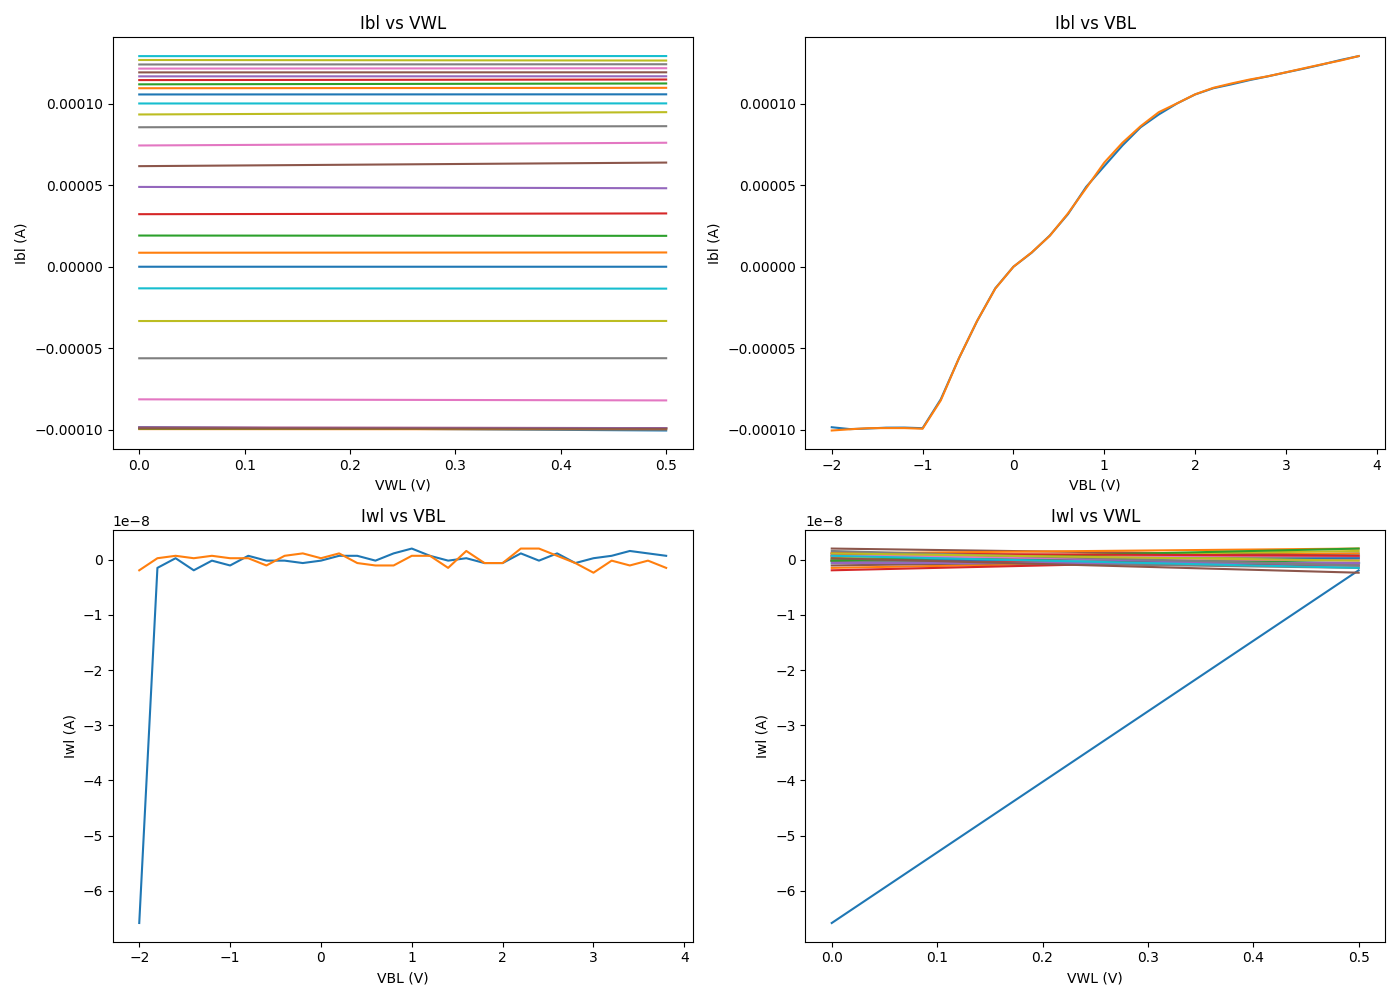 Ibl vs VWL
Ibl (A)
0.00010
0.00005
0.00000
−0.00005
−0.00010
0.0 0.1 0.2 0.3 0.4 0.5
VWL (V)
Ibl vs VBL
Ibl (A)
0.00010
0.00005
0.00000
−0.00005
−0.00010
−2 −1 0 1 2 3 4
VBL (V)
Iwl vs VBL
1e−8
Iwl (A)
0
−1
−2
−3
−4
−5
−6
−2 −1 0 1 2 3 4
VBL (V)
Iwl vs VWL
1e−8
Iwl (A)
0
−1
−2
−3
−4
−5
−6
0.0 0.1 0.2 0.3 0.4 0.5
VWL (V)